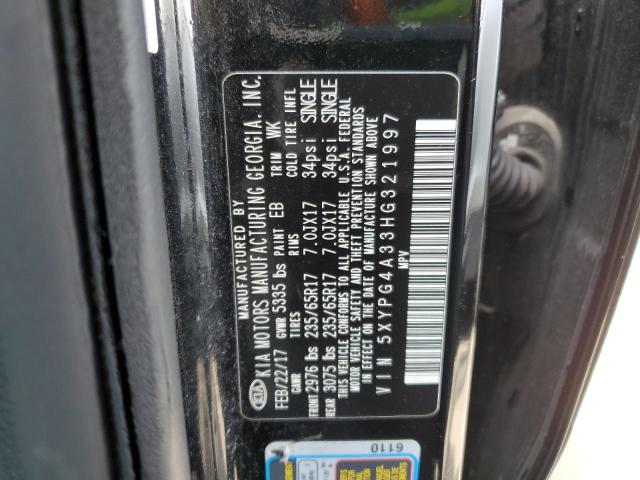 MANUFACTURED BY
KIA KIA MOTORS MANUFACTURING GEORGIA, INC.
FEB/22/17 GVWR 5335 lbs PAINT EB TRIM WK
GAWR TIRES RIMS COLD TIRE INFL
FRONT 2976 lbs 235/65R17 7.0JX17 34psi SINGLE
REAR 3075 lbs 235/65R17 7.0JX17 34psi SINGLE
THIS VEHICLE CONFORMS TO ALL APPLICABLE U.S.A. FEDERAL
MOTOR VEHICLE SAFETY AND THEFT PREVENTION STANDARDS
IN EFFECT ON THE DATE OF MANUFACTURE SHOWN ABOVE
VIN 5XYPG4A33HG321997
MPV
6110